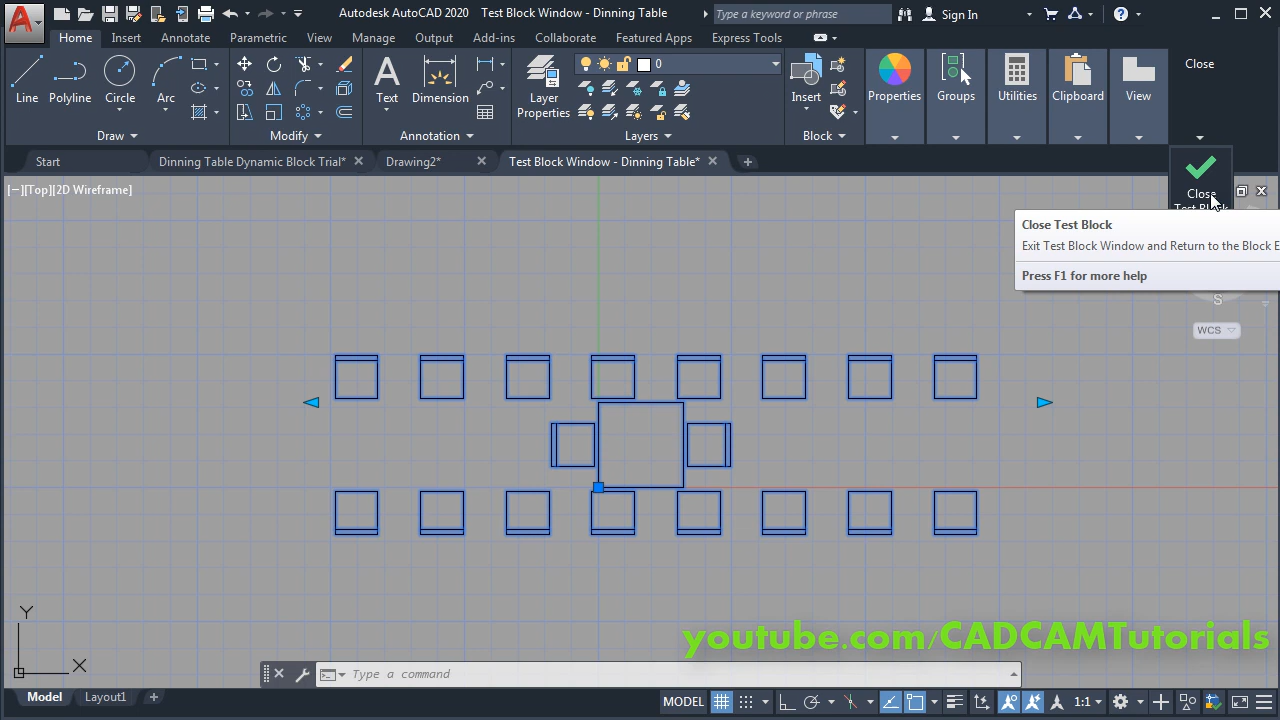 Autodesk AutoCAD 2020 Test Block Window - Dinning Table
Type a keyword or phrase
Sign In
Home Insert Annotate Parametric View Manage Output Add-ins Collaborate Featured Apps Express Tools
Line Polyline Circle Arc
Text Dimension
Layer
Properties
0
Insert
Properties Groups Utilities Clipboard View
Close
Draw Modify Annotation Layers Block
Start Dinning Table Dynamic Block Trial* Drawing2* Test Block Window - Dinning Table*
[−][Top][2D Wireframe]
Close
Test Block
Close Test Block
Exit Test Block Window and Return to the Block E
Press F1 for more help
S
WCS
Y
X
youtube.com/CADCAMTutorials
Type a command
Model Layout1
MODEL
1:1